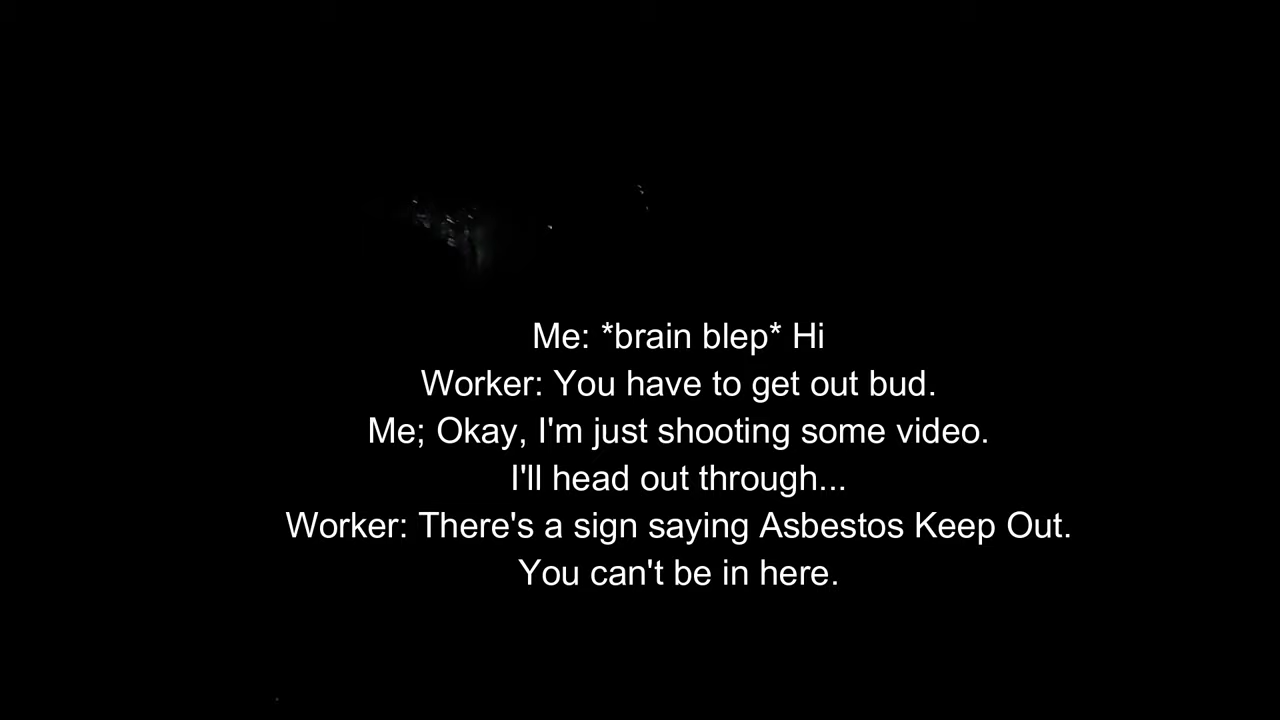 Me: *brain blep* Hi
Worker: You have to get out bud.
Me; Okay, I'm just shooting some video.
I'll head out through...
Worker: There's a sign saying Asbestos Keep Out.
You can't be in here.